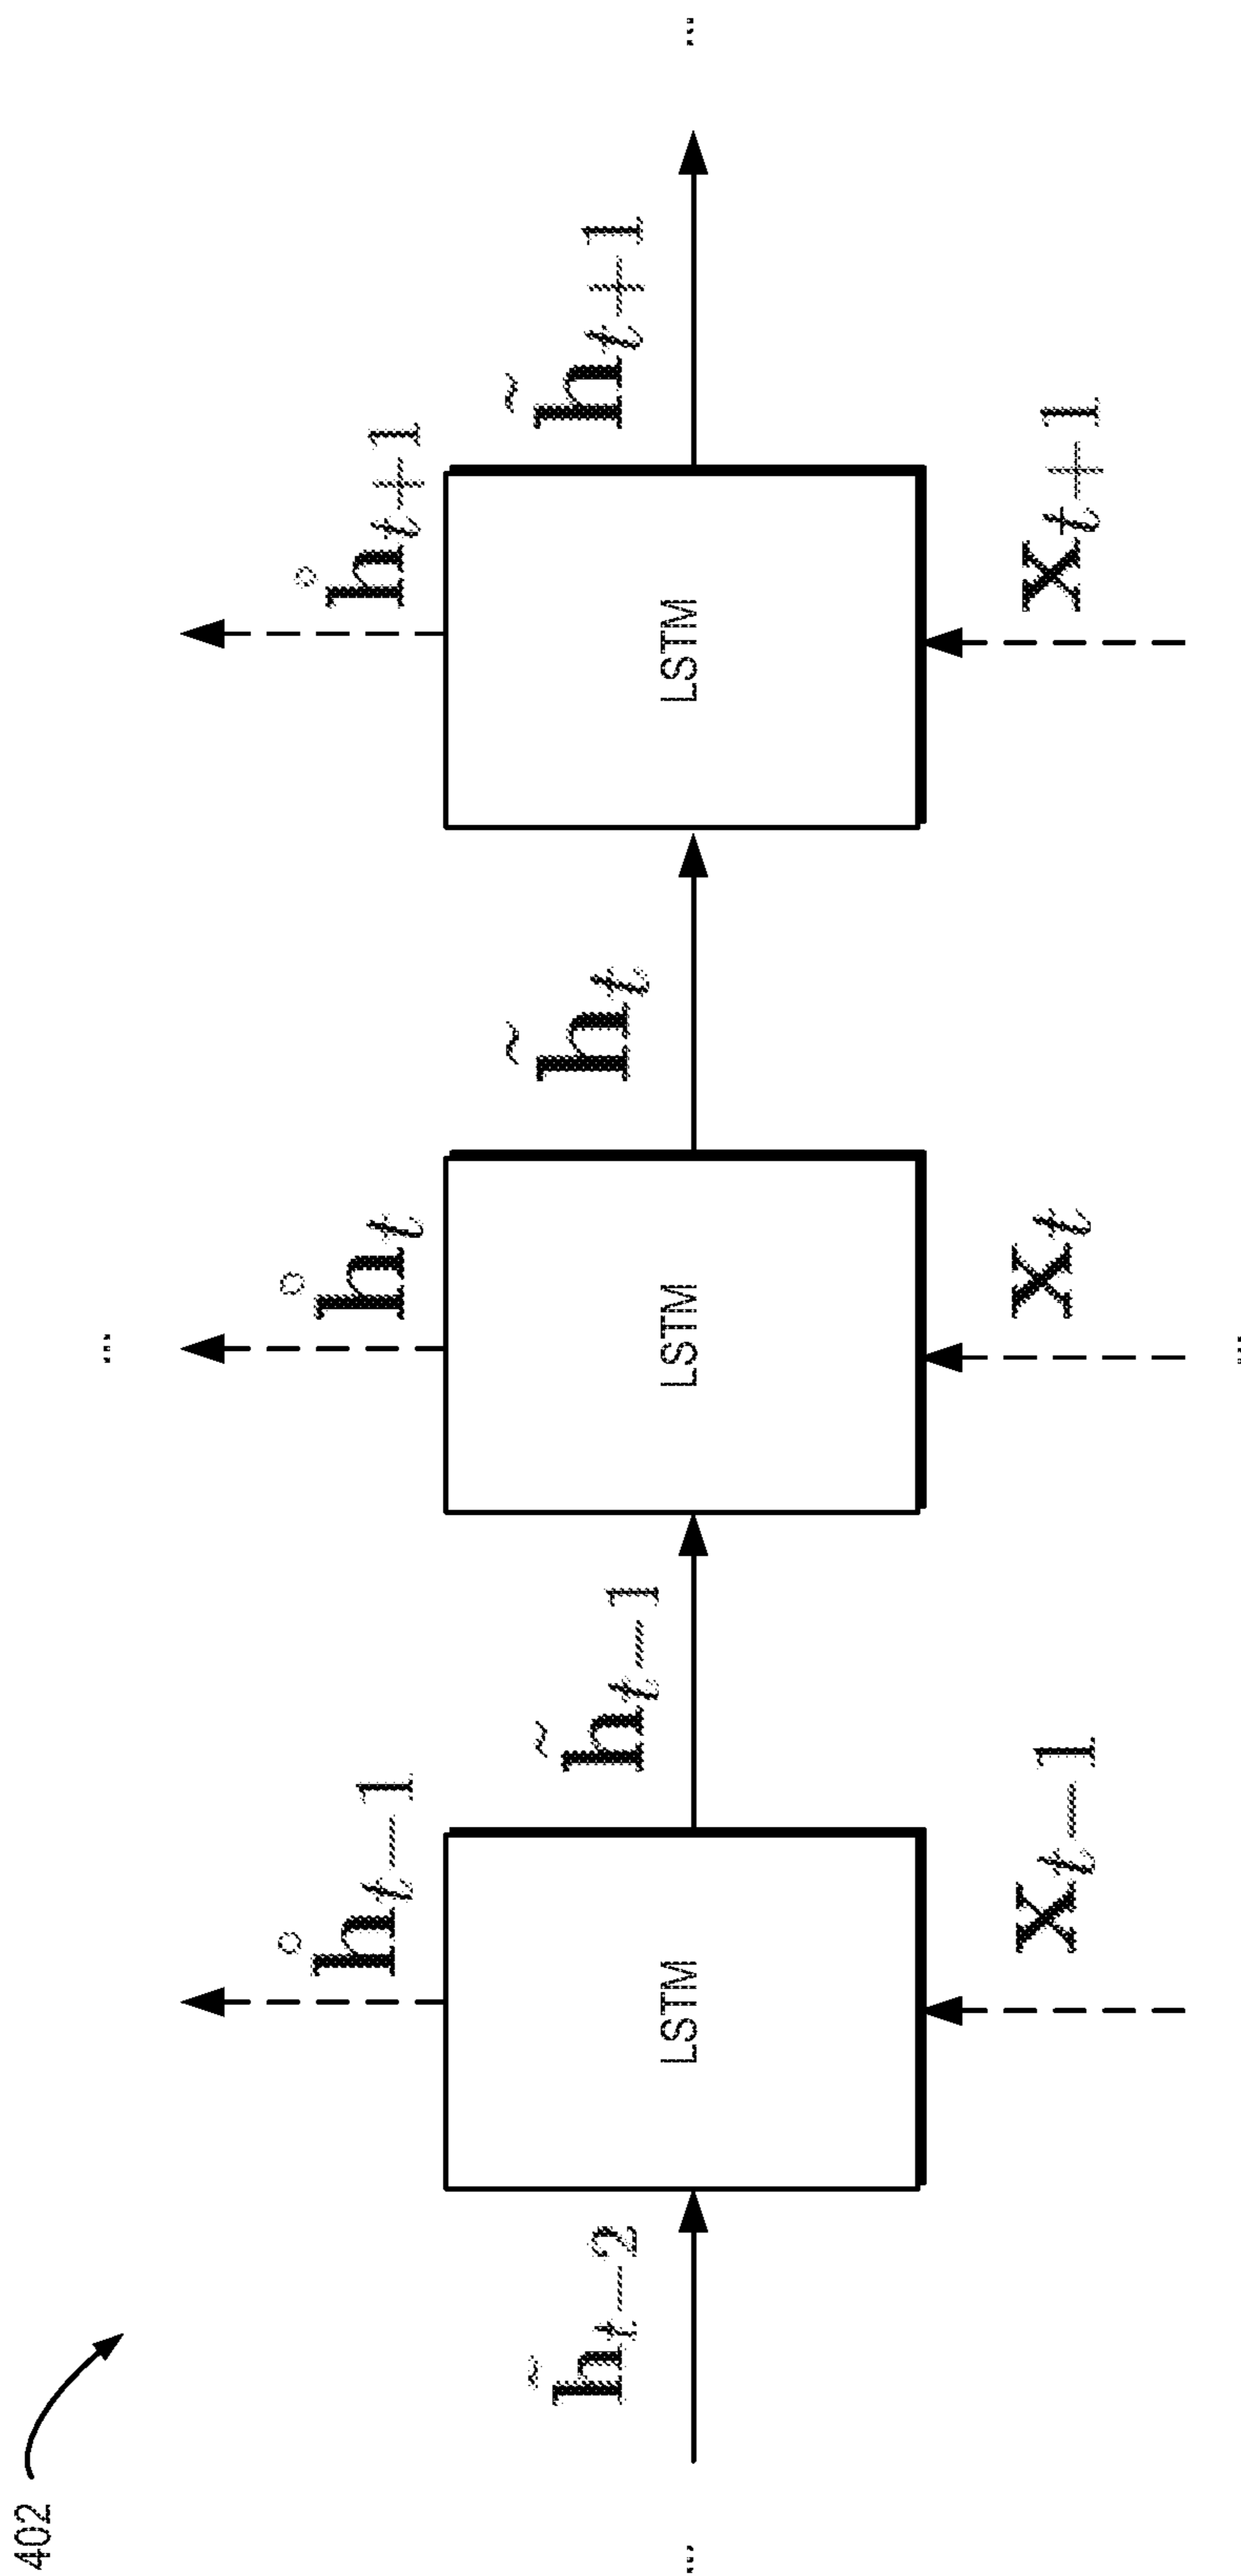 402
...
h̊ₜ₋₁ h̊ₜ h̊ₜ₊₁
... h̃ₜ₋₂ h̃ₜ₋₁ h̃ₜ h̃ₜ₊₁ ...
LSTM LSTM LSTM
xₜ₋₁ xₜ xₜ₊₁
...